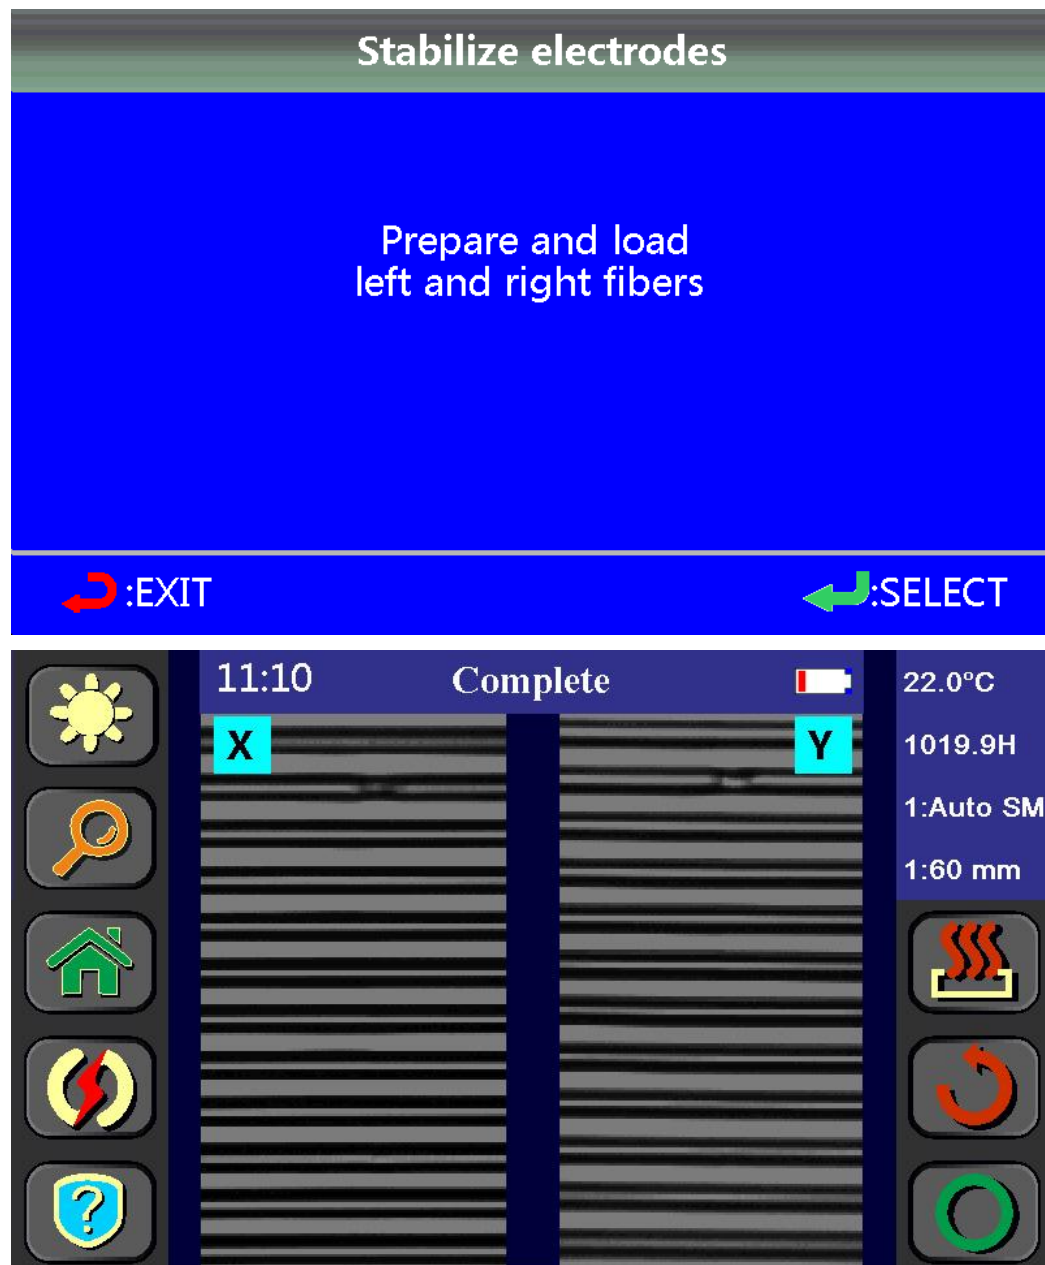 Stabilize electrodes
Prepare and load
left and right fibers
:EXIT
:SELECT
11:10
Complete
22.0°C
X
Y
1019.9H
1:Auto SM
1:60 mm
?